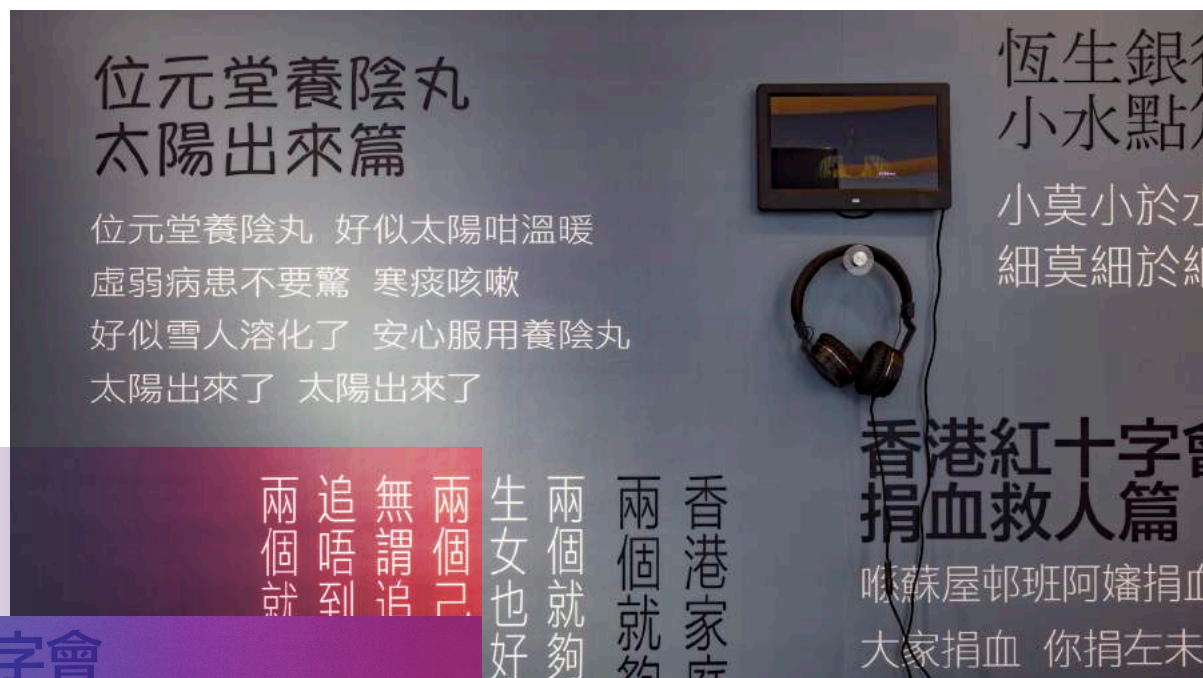 位元堂養陰丸
太陽出來篇
位元堂養陰丸 好似太陽咁溫暖
虛弱病患不要驚 寒痰咳嗽
好似雪人溶化了 安心服用養陰丸
太陽出來了 太陽出來了
恆生銀
小水點
小莫小於
細莫細於
香港紅十字會
捐血救人篇
喺蘇屋邨班阿嬸捐血
大家捐血 你捐左未
香港家
兩個就
兩個就夠
生女也好
兩個
無謂追
追唔到
兩個就
字會